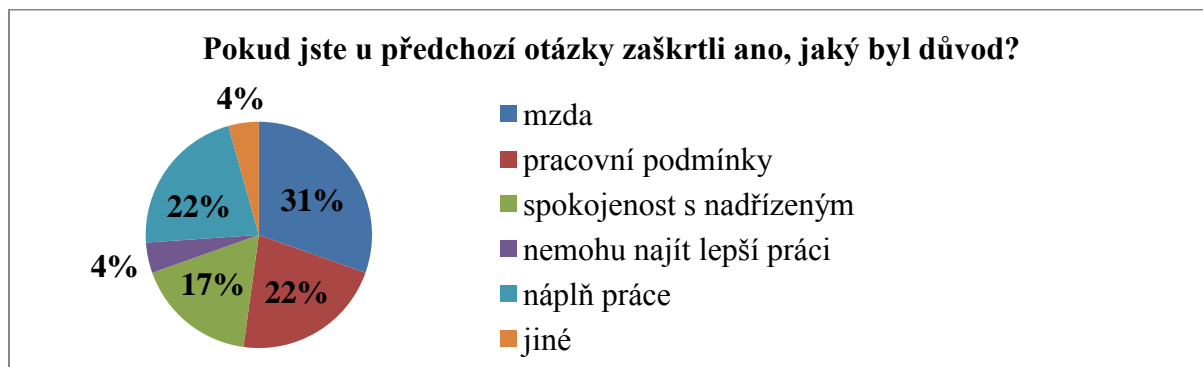 Pokud jste u předchozí otázky zaškrtli ano, jaký byl důvod?
4%
31%
22%
17%
4%
22%
mzda
pracovní podmínky
spokojenost s nadřízeným
nemohu najít lepší práci
náplň práce
jiné